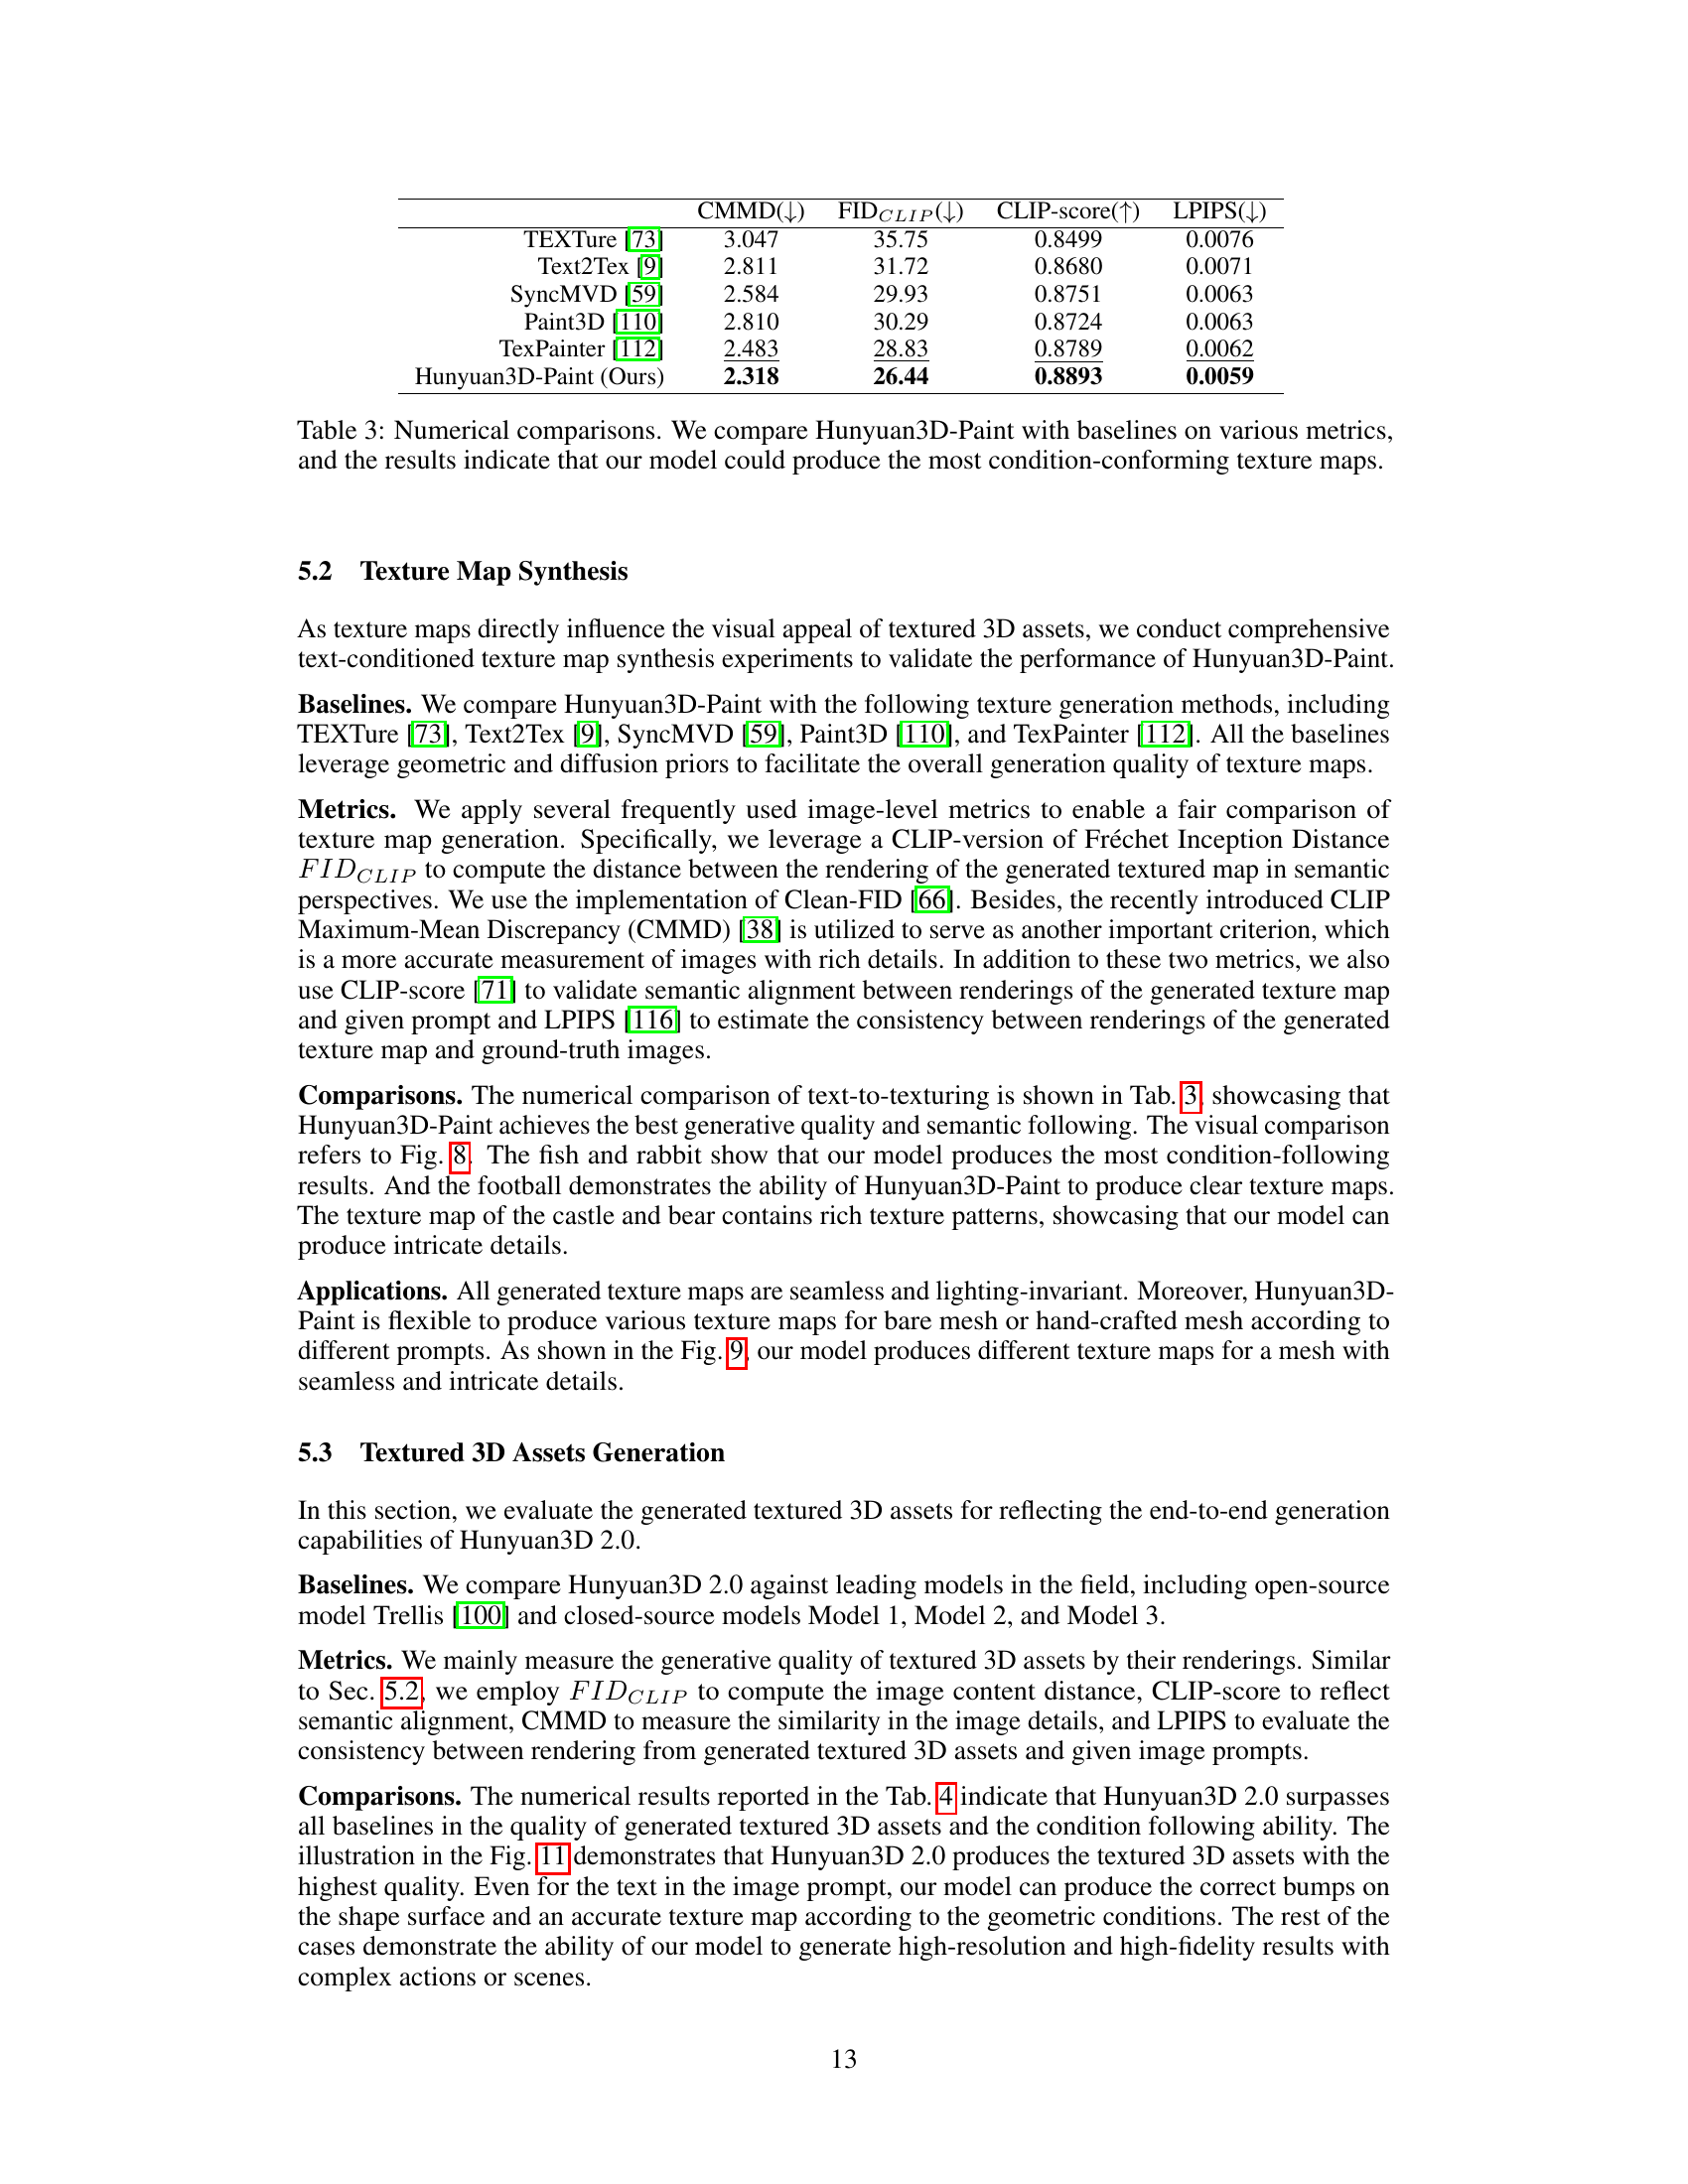 CMMD(↓) FID_CLIP(↓) CLIP-score(↑) LPIPS(↓)
TEXTure [73] 3.047 35.75 0.8499 0.0076
Text2Tex [9] 2.811 31.72 0.8680 0.0071
SyncMVD [59] 2.584 29.93 0.8751 0.0063
Paint3D [110] 2.810 30.29 0.8724 0.0063
TexPainter [112] 2.483 28.83 0.8789 0.0062
Hunyuan3D-Paint (Ours) 2.318 26.44 0.8893 0.0059
Table 3: Numerical comparisons. We compare Hunyuan3D-Paint with baselines on various metrics,
and the results indicate that our model could produce the most condition-conforming texture maps.
5.2 Texture Map Synthesis
As texture maps directly influence the visual appeal of textured 3D assets, we conduct comprehensive
text-conditioned texture map synthesis experiments to validate the performance of Hunyuan3D-Paint.
Baselines. We compare Hunyuan3D-Paint with the following texture generation methods, including
TEXTure [73], Text2Tex [9], SyncMVD [59], Paint3D [110], and TexPainter [112]. All the baselines
leverage geometric and diffusion priors to facilitate the overall generation quality of texture maps.
Metrics. We apply several frequently used image-level metrics to enable a fair comparison of
texture map generation. Specifically, we leverage a CLIP-version of Fréchet Inception Distance
FID_CLIP to compute the distance between the rendering of the generated textured map in semantic
perspectives. We use the implementation of Clean-FID [66]. Besides, the recently introduced CLIP
Maximum-Mean Discrepancy (CMMD) [38] is utilized to serve as another important criterion, which
is a more accurate measurement of images with rich details. In addition to these two metrics, we also
use CLIP-score [71] to validate semantic alignment between renderings of the generated texture map
and given prompt and LPIPS [116] to estimate the consistency between renderings of the generated
texture map and ground-truth images.
Comparisons. The numerical comparison of text-to-texturing is shown in Tab. 3, showcasing that
Hunyuan3D-Paint achieves the best generative quality and semantic following. The visual comparison
refers to Fig. 8. The fish and rabbit show that our model produces the most condition-following
results. And the football demonstrates the ability of Hunyuan3D-Paint to produce clear texture maps.
The texture map of the castle and bear contains rich texture patterns, showcasing that our model can
produce intricate details.
Applications. All generated texture maps are seamless and lighting-invariant. Moreover, Hunyuan3D-
Paint is flexible to produce various texture maps for bare mesh or hand-crafted mesh according to
different prompts. As shown in the Fig. 9, our model produces different texture maps for a mesh with
seamless and intricate details.
5.3 Textured 3D Assets Generation
In this section, we evaluate the generated textured 3D assets for reflecting the end-to-end generation
capabilities of Hunyuan3D 2.0.
Baselines. We compare Hunyuan3D 2.0 against leading models in the field, including open-source
model Trellis [100] and closed-source models Model 1, Model 2, and Model 3.
Metrics. We mainly measure the generative quality of textured 3D assets by their renderings. Similar
to Sec. 5.2, we employ FID_CLIP to compute the image content distance, CLIP-score to reflect
semantic alignment, CMMD to measure the similarity in the image details, and LPIPS to evaluate the
consistency between rendering from generated textured 3D assets and given image prompts.
Comparisons. The numerical results reported in the Tab. 4 indicate that Hunyuan3D 2.0 surpasses
all baselines in the quality of generated textured 3D assets and the condition following ability. The
illustration in the Fig. 11 demonstrates that Hunyuan3D 2.0 produces the textured 3D assets with the
highest quality. Even for the text in the image prompt, our model can produce the correct bumps on
the shape surface and an accurate texture map according to the geometric conditions. The rest of the
cases demonstrate the ability of our model to generate high-resolution and high-fidelity results with
complex actions or scenes.
13